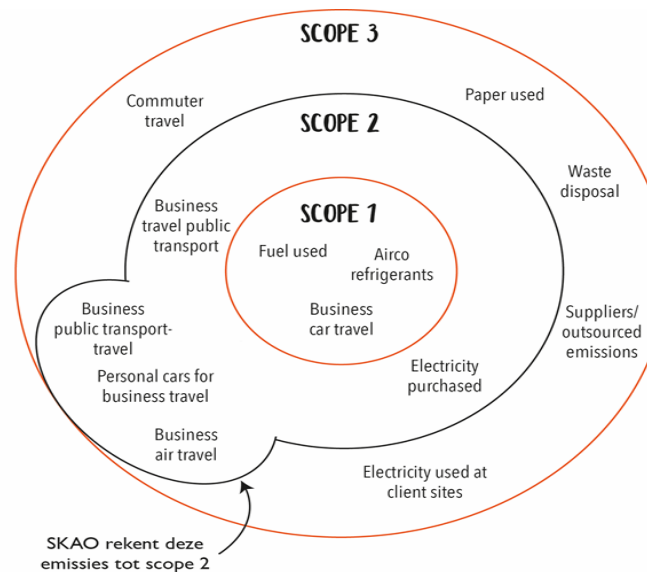 SCOPE 3
Commuter
travel
Paper used
SCOPE 2
Waste
disposal
Business
travel public
transport
SCOPE 1
Fuel used
Airco
refrigerants
Business
car travel
Business
public transport-
travel
Suppliers/
outsourced
emissions
Personal cars for
business travel
Electricity
purchased
Business
air travel
Electricity used at
client sites
SKAO rekent deze
emissies tot scope 2